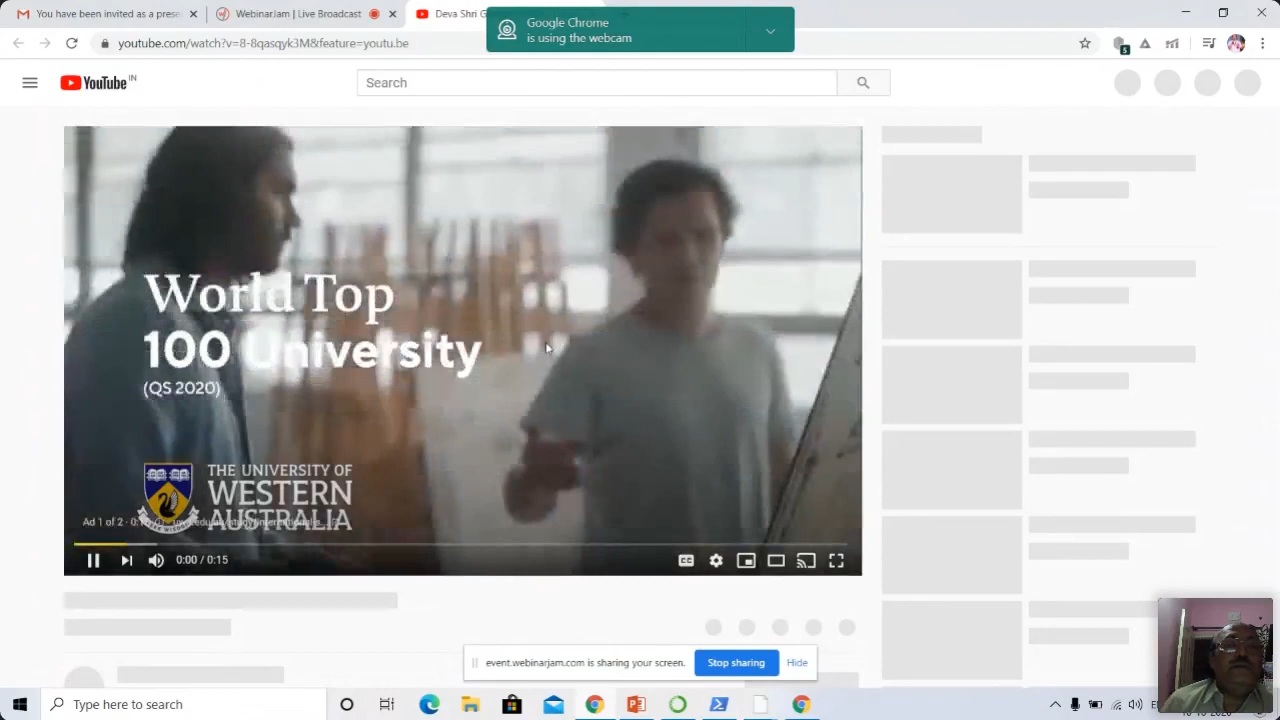 You have been invited as a prese
WebinarJam | Live Broadcast
Deva Shri G
Google Chrome
is using the webcam
youtube.com/watch?v=8-8qasqyk3M&feature=youtu.be
YouTube IN
Search
World Top
100 University
(QS 2020)
THE UNIVERSITY OF
WESTERN
AUSTRALIA
Ad 1 of 2
0:00 / 0:15
event.webinarjam.com is sharing your screen.
Stop sharing
Hide
Type here to search